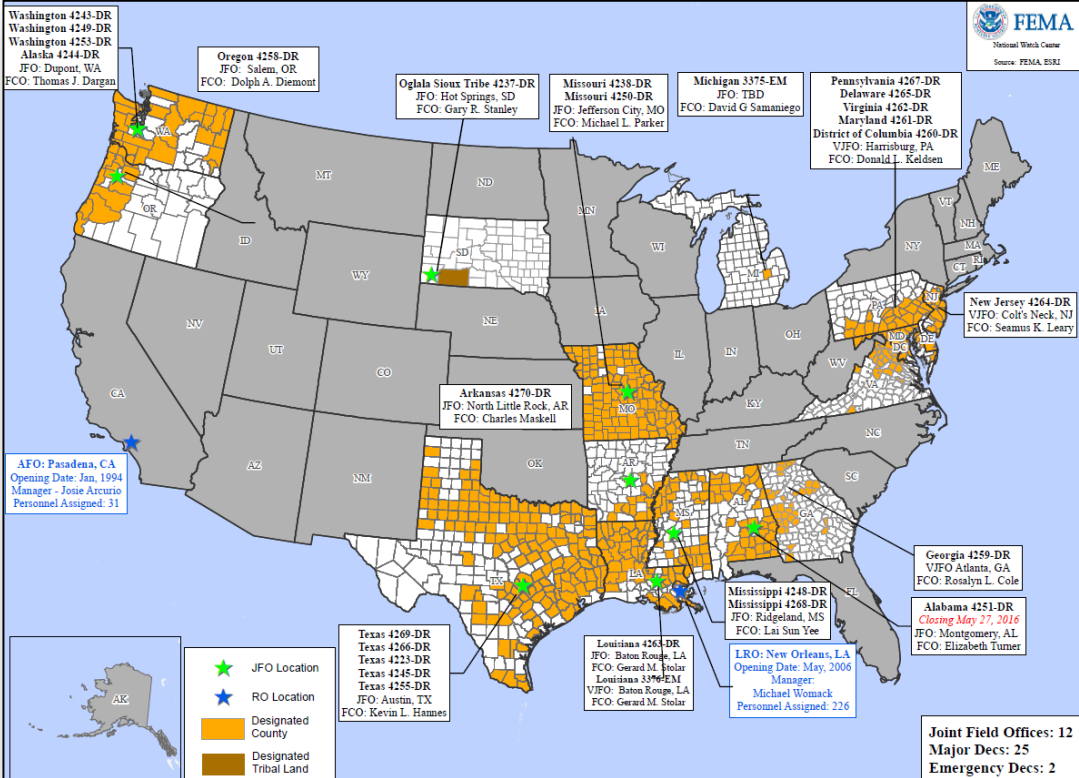 Washington 4243-DR
Washington 4249-DR
Washington 4253-DR
Alaska 4244-DR
JFO: Dupont, WA
FCO: Thomas J. Dargan
Oregon 4258-DR
JFO: Salem, OR
FCO: Dolph A. Diemont
Oglala Sioux Tribe 4237-DR
JFO: Hot Springs, SD
FCO: Gary R. Stanley
Missouri 4238-DR
Missouri 4250-DR
JFO: Jefferson City, MO
FCO: Michael L. Parker
Michigan 3375-EM
JFO: TBD
FCO: David G Samaniego
Pennsylvania 4267-DR
Delaware 4265-DR
Virginia 4262-DR
Maryland 4261-DR
District of Columbia 4260-DR
VJFO: Harrisburg, PA
FCO: Donald L. Keldsen
FEMA
National Watch Center
Source: FEMA, ESRI
WA
OR
MT
ID
WY
ND
SD
NE
MN
WI
IA
MI
ME
VT
NH
NY
MA
CT
RI
PA
NJ
MD
DC
DE
NV
UT
CO
CA
AZ
NM
OK
MO
IL
IN
OH
WV
VA
KY
TN
NC
SC
AR
MS
AL
GA
LA
TX
FL
AK
New Jersey 4264-DR
VJFO: Colt's Neck, NJ
FCO: Seamus K. Leary
Arkansas 4270-DR
JFO: North Little Rock, AR
FCO: Charles Maskell
AFO: Pasadena, CA
Opening Date: Jan, 1994
Manager - Josie Arcurio
Personnel Assigned: 31
Georgia 4259-DR
VJFO Atlanta, GA
FCO: Rosalyn L. Cole
Alabama 4251-DR
Closing May 27, 2016
JFO: Montgomery, AL
FCO: Elizabeth Turner
Mississippi 4248-DR
Mississippi 4268-DR
JFO: Ridgeland, MS
FCO: Lai Sun Yee
Texas 4269-DR
Texas 4266-DR
Texas 4223-DR
Texas 4245-DR
Texas 4255-DR
JFO: Austin, TX
FCO: Kevin L. Hannes
Louisiana 4263-DR
JFO: Baton Rouge, LA
FCO: Gerard M. Stolar
Louisiana 3376-EM
VJFO: Baton Rouge, LA
FCO: Gerard M. Stolar
LRO: New Orleans, LA
Opening Date: May, 2006
Manager:
Michael Womack
Personnel Assigned: 226
JFO Location
RO Location
Designated
County
Designated
Tribal Land
Joint Field Offices: 12
Major Decs: 25
Emergency Decs: 2